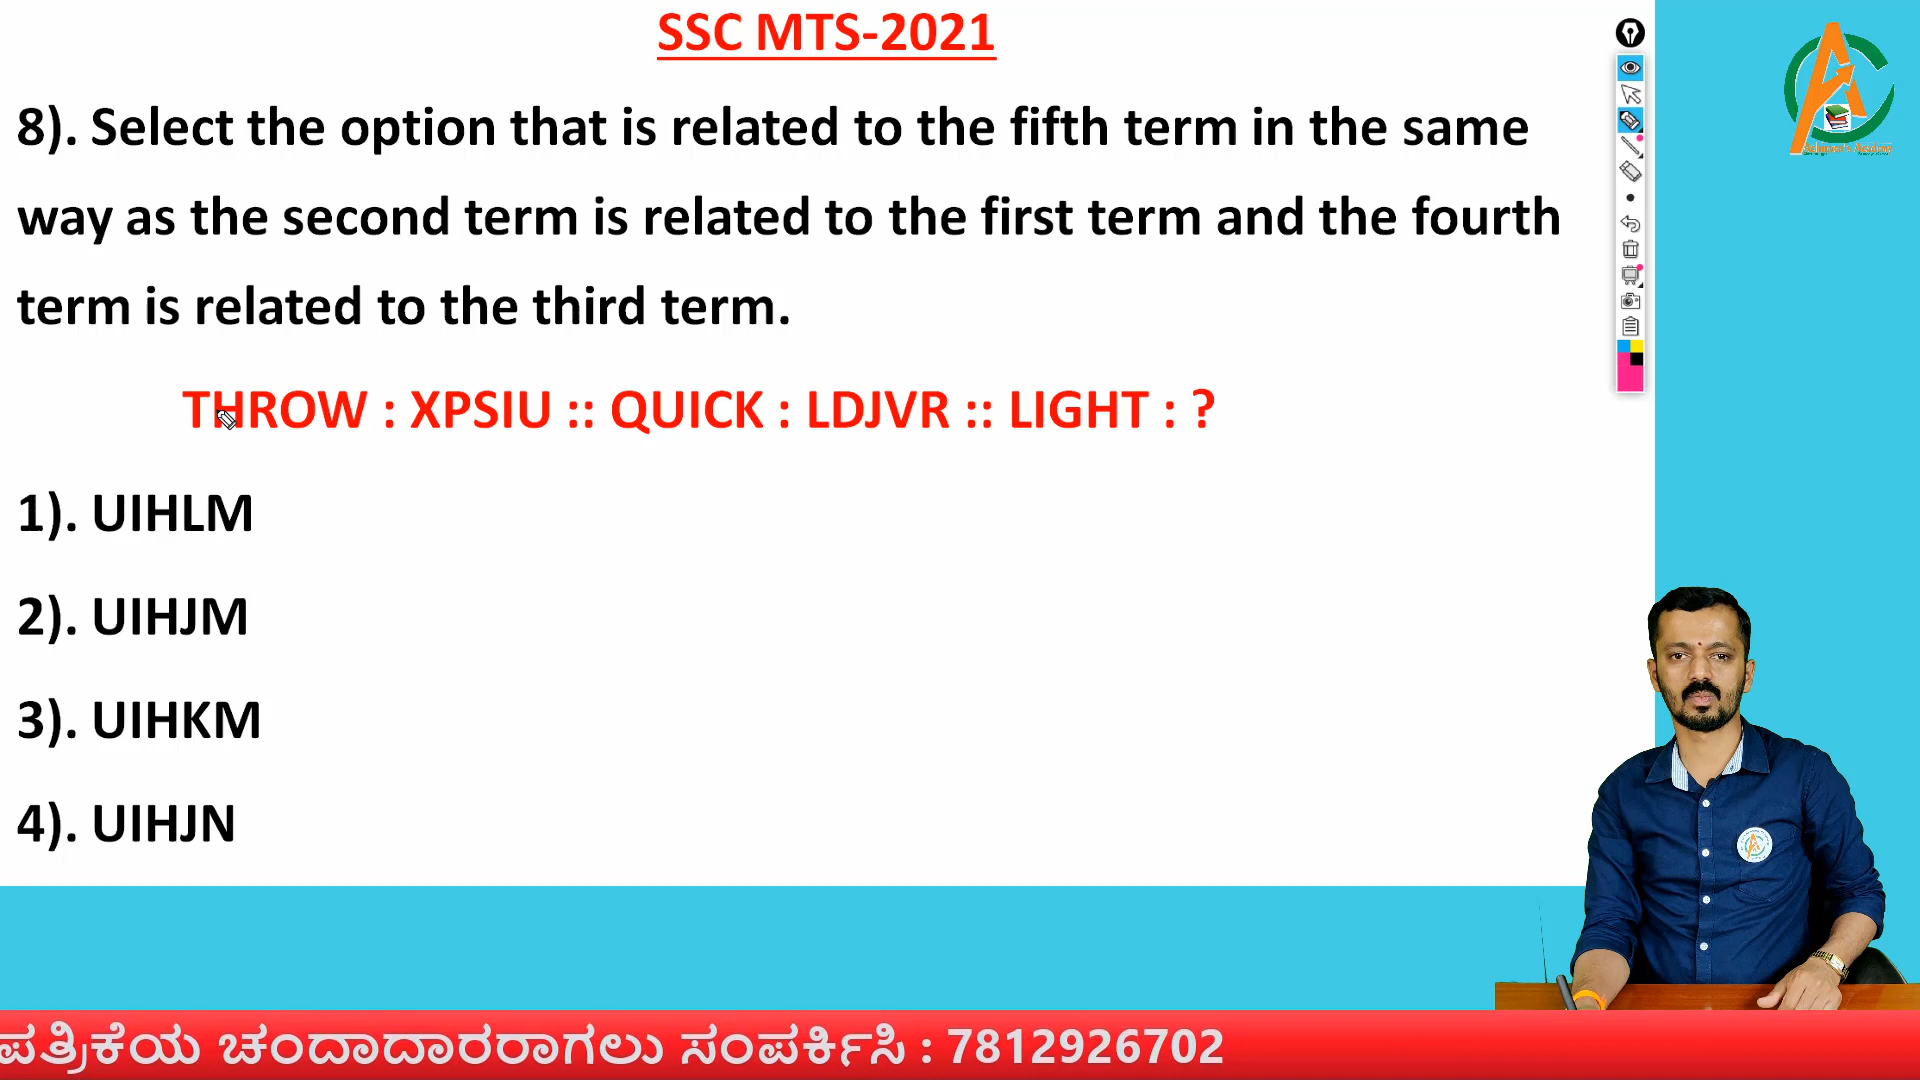 SSC MTS-2021
8). Select the option that is related to the fifth term in the same
way as the second term is related to the first term and the fourth
term is related to the third term.
THROW : XPSIU :: QUICK : LDJVR :: LIGHT : ?
1). UIHLM
2). UIHJM
3). UIHKM
4). UIHJN
ಪತ್ರಿಕೆಯ ಚಂದಾದಾರರಾಗಲು ಸಂಪರ್ಕಿಸಿ : 7812926702